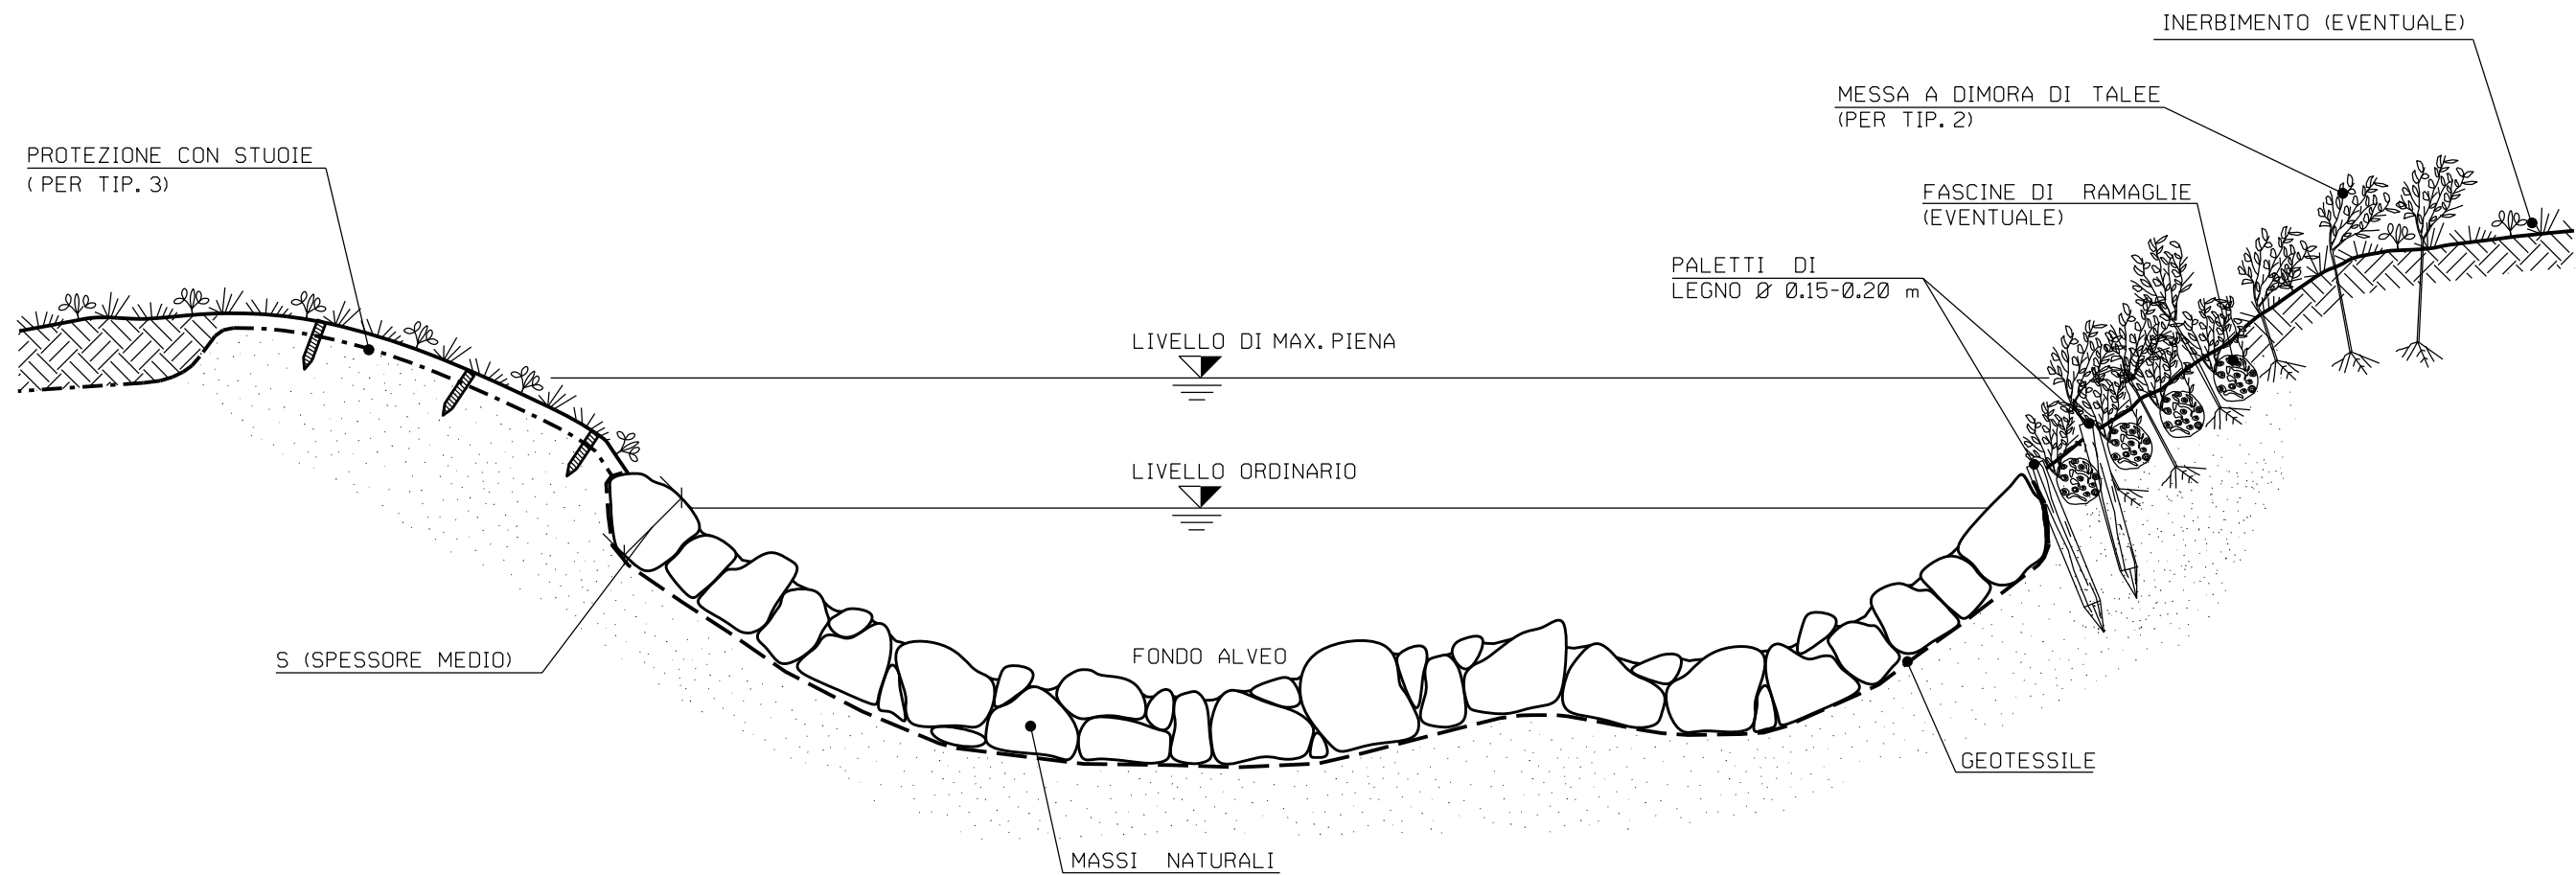 INERBIMENTO (EVENTUALE)
MESSA A DIMORA DI TALEE
(PER TIP.2)
PROTEZIONE CON STUOIE
(PER TIP.3)
FASCINE DI RAMAGLIE
(EVENTUALE)
PALETTI DI
LEGNO Ø 0.15-0.20 m
LIVELLO DI MAX.PIENA
LIVELLO ORDINARIO
S (SPESSORE MEDIO)
FONDO ALVEO
GEOTESSILE
MASSI NATURALI